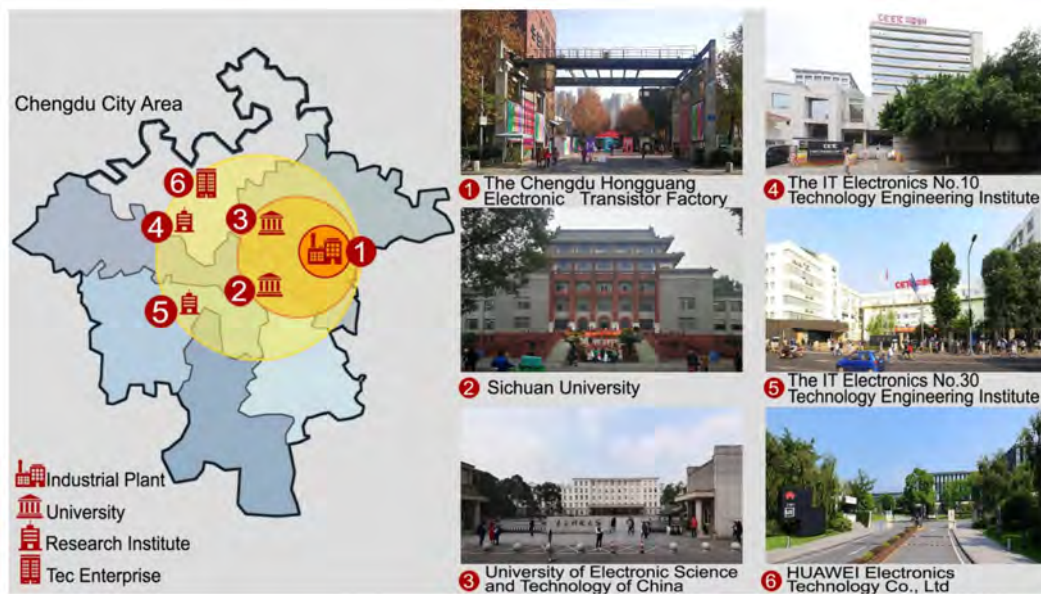 Chengdu City Area
6
4
3
1
2
5
Industrial Plant
University
Research Institute
Tec Enterprise
1 The Chengdu Hongguang
Electronic Transistor Factory
2 Sichuan University
3 University of Electronic Science
and Technology of China
4 The IT Electronics No.10
Technology Engineering Institute
5 The IT Electronics No.30
Technology Engineering Institute
6 HUAWEI Electronics
Technology Co., Ltd